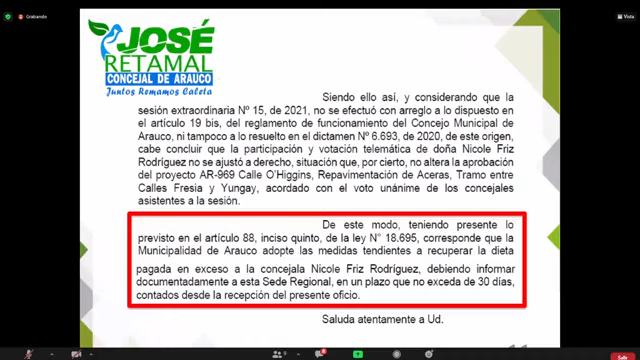 Grabando
Vista
JOSÉ
RETAMAL
CONCEJAL DE ARAUCO
Juntos Remamos Caleta
Siendo ello así, y considerando que la
sesión extraordinaria Nº 15, de 2021, no se efectuó con arreglo a lo dispuesto en
el artículo 19 bis, del reglamento de funcionamiento del Concejo Municipal de
Arauco, ni tampoco a lo resuelto en el dictamen Nº 6.693, de 2020, de este origen,
cabe concluir que la participación y votación telemática de doña Nicole Friz
Rodríguez no se ajustó a derecho, situación que, por cierto, no altera la aprobación
del proyecto AR-969 Calle O'Higgins, Repavimentación de Aceras, Tramo entre
Calles Fresia y Yungay, acordado con el voto unánime de los concejales
asistentes a la sesión.
De este modo, teniendo presente lo
previsto en el artículo 88, inciso quinto, de la ley N° 18.695, corresponde que la
Municipalidad de Arauco adopte las medidas tendientes a recuperar la dieta
pagada en exceso a la concejala Nicole Friz Rodríguez, debiendo informar
documentadamente a esta Sede Regional, en un plazo que no exceda de 30 días,
contados desde la recepción del presente oficio.
Saluda atentamente a Ud.
Salir